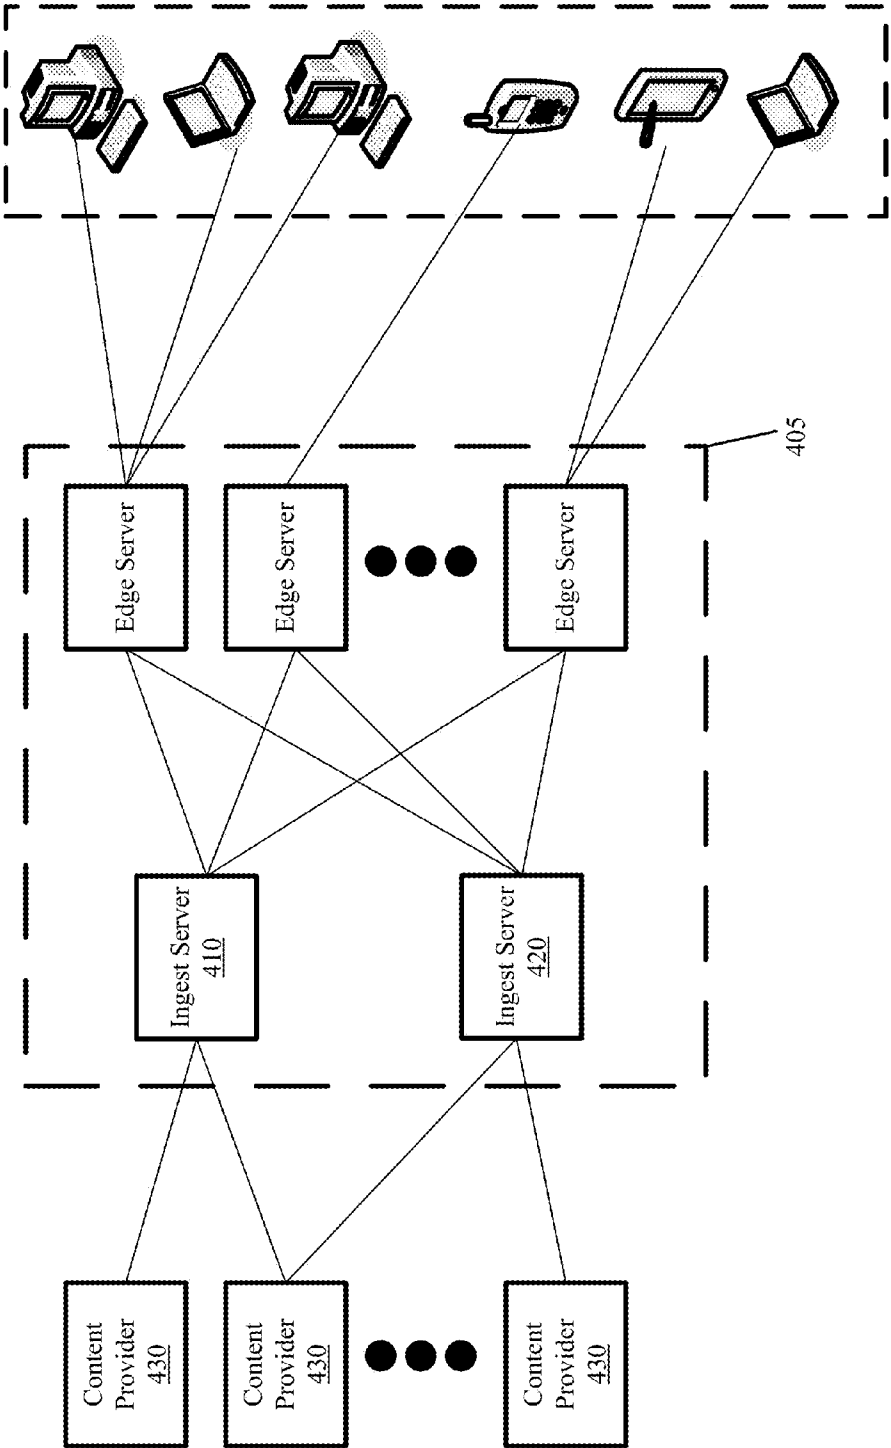 Content
Provider
430
Content
Provider
430
Content
Provider
430
Ingest Server
410
Ingest Server
420
Edge Server
Edge Server
Edge Server
405